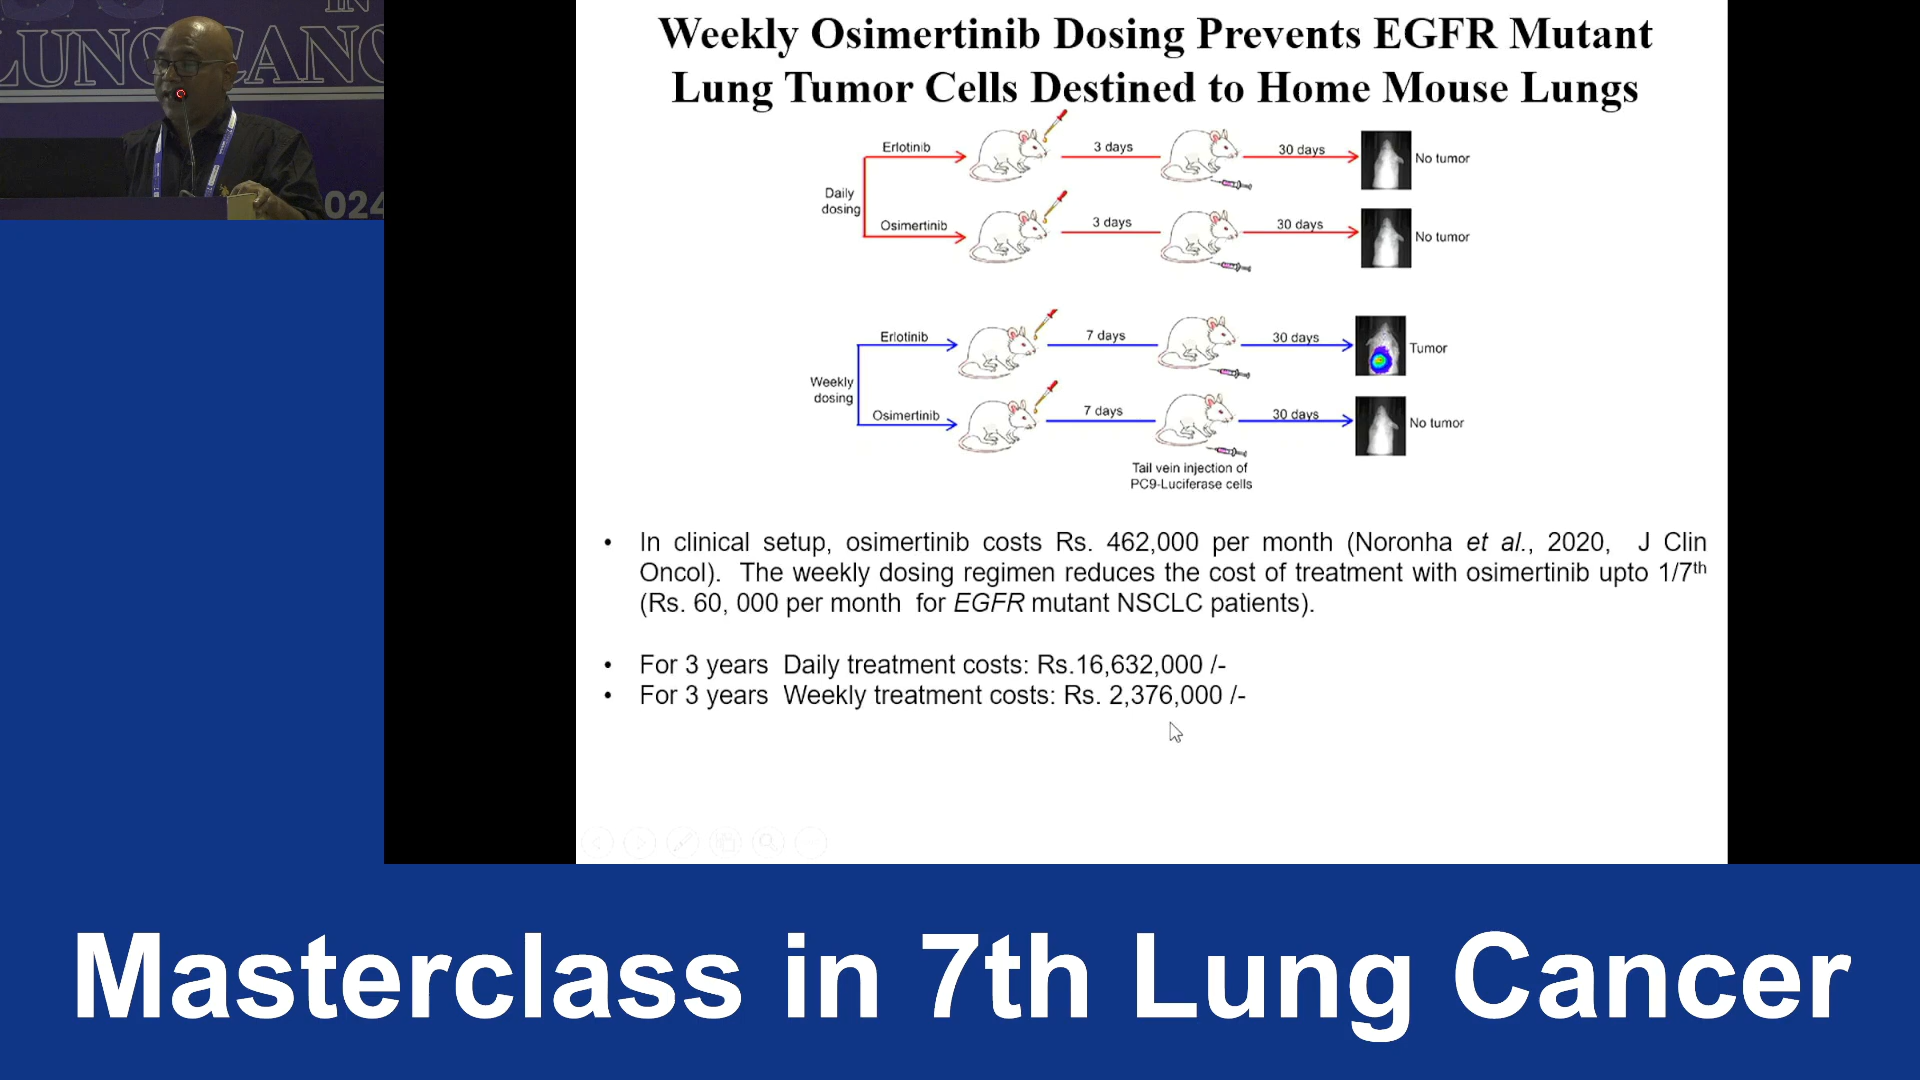 IN
LUNG CANC
024
Weekly Osimertinib Dosing Prevents EGFR Mutant
Lung Tumor Cells Destined to Home Mouse Lungs
Erlotinib
3 days
30 days
No tumor
Daily
dosing
Osimertinib
3 days
30 days
No tumor
Erlotinib
7 days
30 days
Tumor
Weekly
dosing
Osimertinib
7 days
30 days
No tumor
Tail vein injection of
PC9-Luciferase cells
• In clinical setup, osimertinib costs Rs. 462,000 per month (Noronha et al., 2020, J Clin
Oncol). The weekly dosing regimen reduces the cost of treatment with osimertinib upto 1/7th
(Rs. 60, 000 per month for EGFR mutant NSCLC patients).
• For 3 years Daily treatment costs: Rs.16,632,000 /-
• For 3 years Weekly treatment costs: Rs. 2,376,000 /-
Masterclass in 7th Lung Cancer